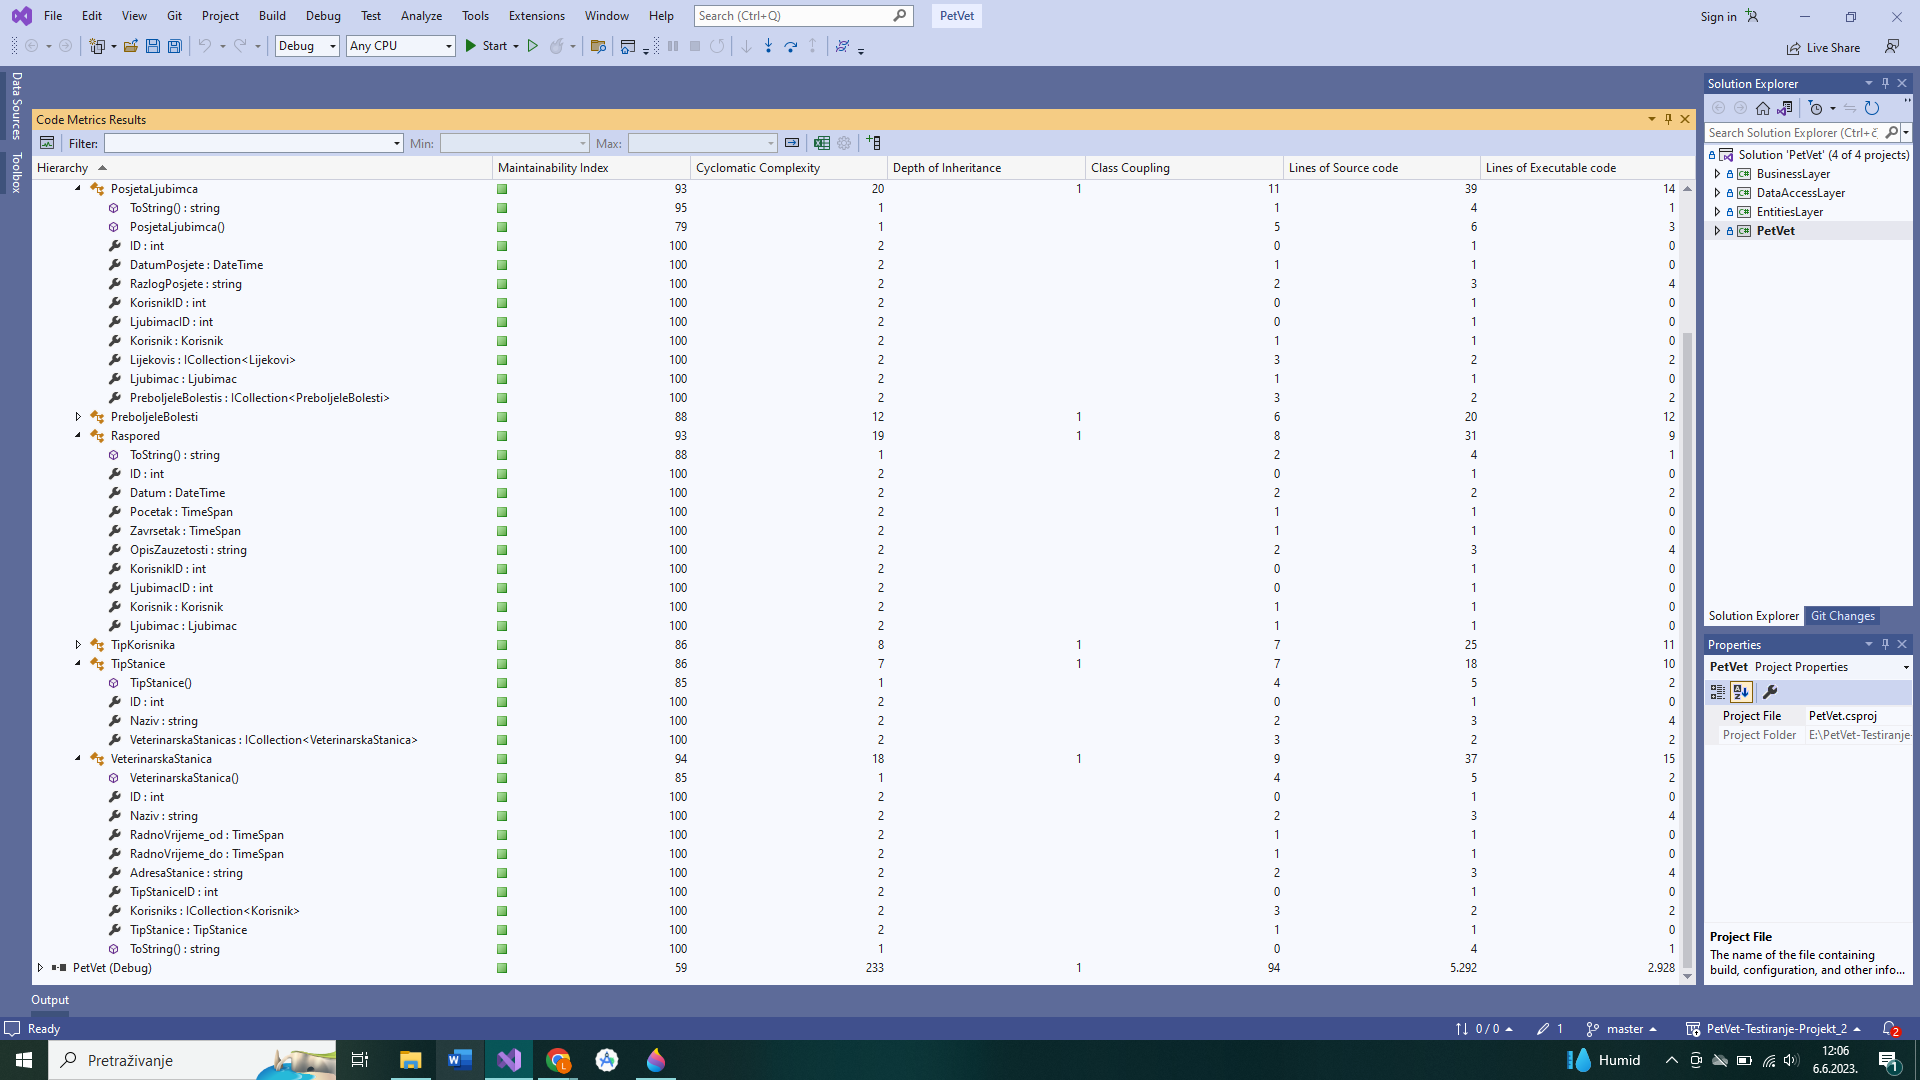 File Edit View Git Project Build Debug Test Analyze Tools Extensions Window Help Search (Ctrl+Q) PetVet Sign in
Debug Any CPU Start Live Share
Data Sources
Toolbox
Code Metrics Results
Filter: Min: Max:
Hierarchy Maintainability Index Cyclomatic Complexity Depth of Inheritance Class Coupling Lines of Source code Lines of Executable code
PosjetaLjubimca 93 20 1 11 39 14
ToString() : string 95 1 1 4 1
PosjetaLjubimca() 79 1 5 6 3
ID : int 100 2 0 1 0
DatumPosjete : DateTime 100 2 1 1 0
RazlogPosjete : string 100 2 2 3 4
KorisnikID : int 100 2 0 1 0
LjubimacID : int 100 2 0 1 0
Korisnik : Korisnik 100 2 1 1 0
Lijekovis : ICollection<Lijekovi> 100 2 3 2 2
Ljubimac : Ljubimac 100 2 1 1 0
PreboljeleBolestis : ICollection<PreboljeleBolesti> 100 2 3 2 2
PreboljeleBolesti 88 12 1 6 20 12
Raspored 93 19 1 8 31 9
ToString() : string 88 1 2 4 1
ID : int 100 2 0 1 0
Datum : DateTime 100 2 2 2 2
Pocetak : TimeSpan 100 2 1 1 0
Zavrsetak : TimeSpan 100 2 1 1 0
OpisZauzetosti : string 100 2 2 3 4
KorisnikID : int 100 2 0 1 0
LjubimacID : int 100 2 0 1 0
Korisnik : Korisnik 100 2 1 1 0
Ljubimac : Ljubimac 100 2 1 1 0
TipKorisnika 86 8 1 7 25 11
TipStanice 86 7 1 7 18 10
TipStanice() 85 1 4 5 2
ID : int 100 2 0 1 0
Naziv : string 100 2 2 3 4
VeterinarskaStanicas : ICollection<VeterinarskaStanica> 100 2 3 2 2
VeterinarskaStanica 94 18 1 9 37 15
VeterinarskaStanica() 85 1 4 5 2
ID : int 100 2 0 1 0
Naziv : string 100 2 2 3 4
RadnoVrijeme_od : TimeSpan 100 2 1 1 0
RadnoVrijeme_do : TimeSpan 100 2 1 1 0
AdresaStanice : string 100 2 2 3 4
TipStaniceID : int 100 2 0 1 0
Korisniks : ICollection<Korisnik> 100 2 3 2 2
TipStanice : TipStanice 100 2 1 1 0
ToString() : string 100 1 0 4 1
PetVet (Debug) 59 233 1 94 5.292 2.928
Solution Explorer
Search Solution Explorer (Ctrl+č
Solution 'PetVet' (4 of 4 projects)
BusinessLayer
DataAccessLayer
EntitiesLayer
PetVet
Solution Explorer Git Changes
Properties
PetVet Project Properties
Project File PetVet.csproj
Project Folder E:\PetVet-Testiranje-
Project File
The name of the file containing
build, configuration, and other info...
Output
Ready 0 / 0 1 master PetVet-Testiranje-Projekt_2 2
Pretraživanje Humid 12:06
6.6.2023. 1